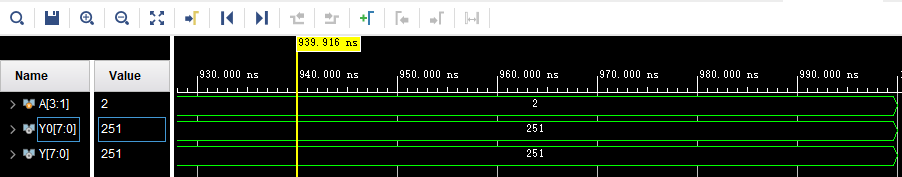 939.916 ns
930.000 ns 940.000 ns 950.000 ns 960.000 ns 970.000 ns 980.000 ns 990.000 ns
Name Value
A[3:1] 2 2
Y0[7:0] 251 251
Y[7:0] 251 251